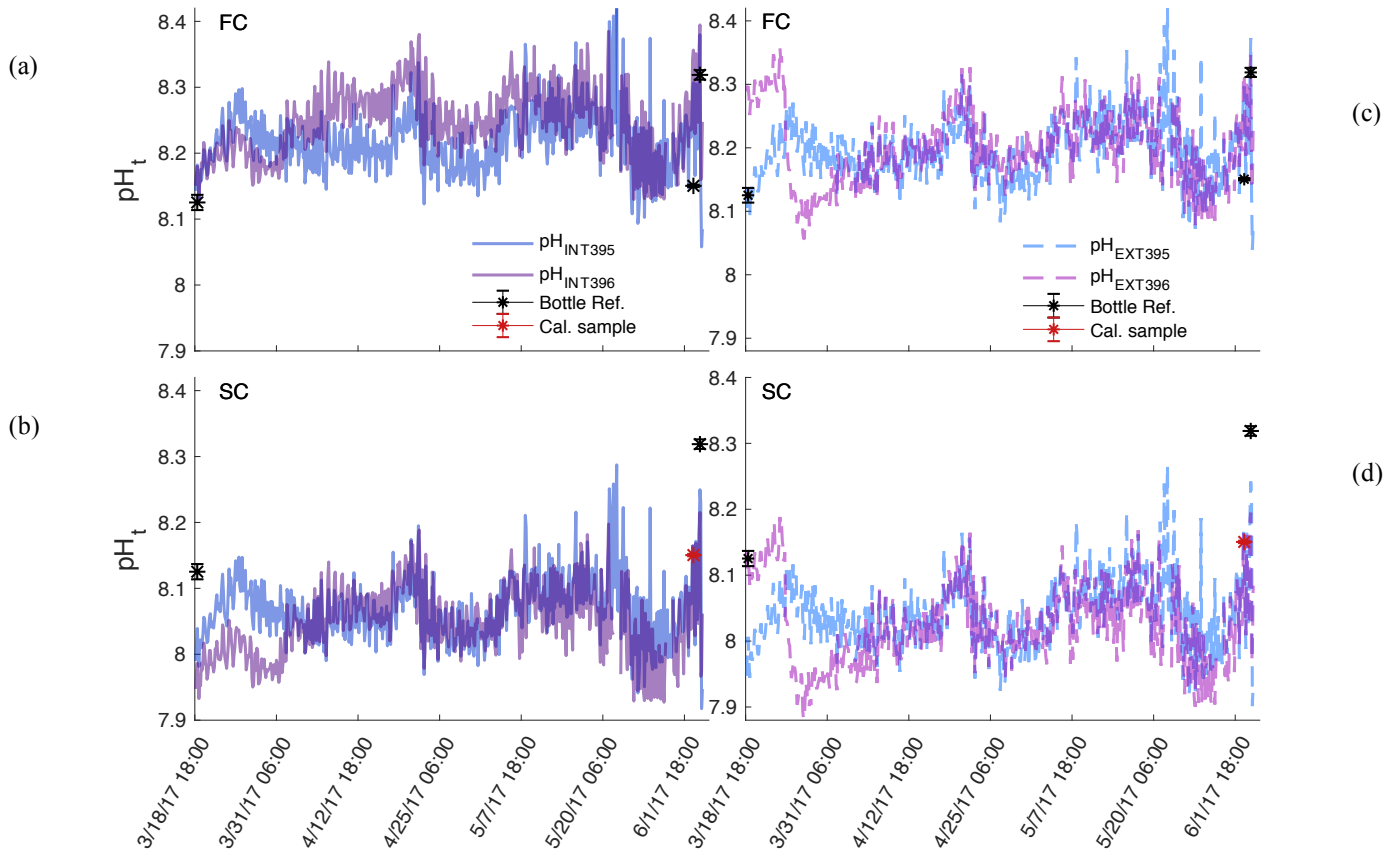 (a)
FC
8.4
8.3
8.2
8.1
8
7.9
pHt
pHINT395
pHINT396
Bottle Ref.
Cal. sample
(c)
FC
8.4
8.3
8.2
8.1
8
7.9
pHEXT395
pHEXT396
Bottle Ref.
Cal. sample
(b)
SC
8.4
8.3
8.2
8.1
8
7.9
pHt
3/18/17 18:00
3/31/17 06:00
4/12/17 18:00
4/25/17 06:00
5/7/17 18:00
5/20/17 06:00
6/1/17 18:00
(d)
SC
8.4
8.3
8.2
8.1
8
7.9
3/18/17 18:00
3/31/17 06:00
4/12/17 18:00
4/25/17 06:00
5/7/17 18:00
5/20/17 06:00
6/1/17 18:00